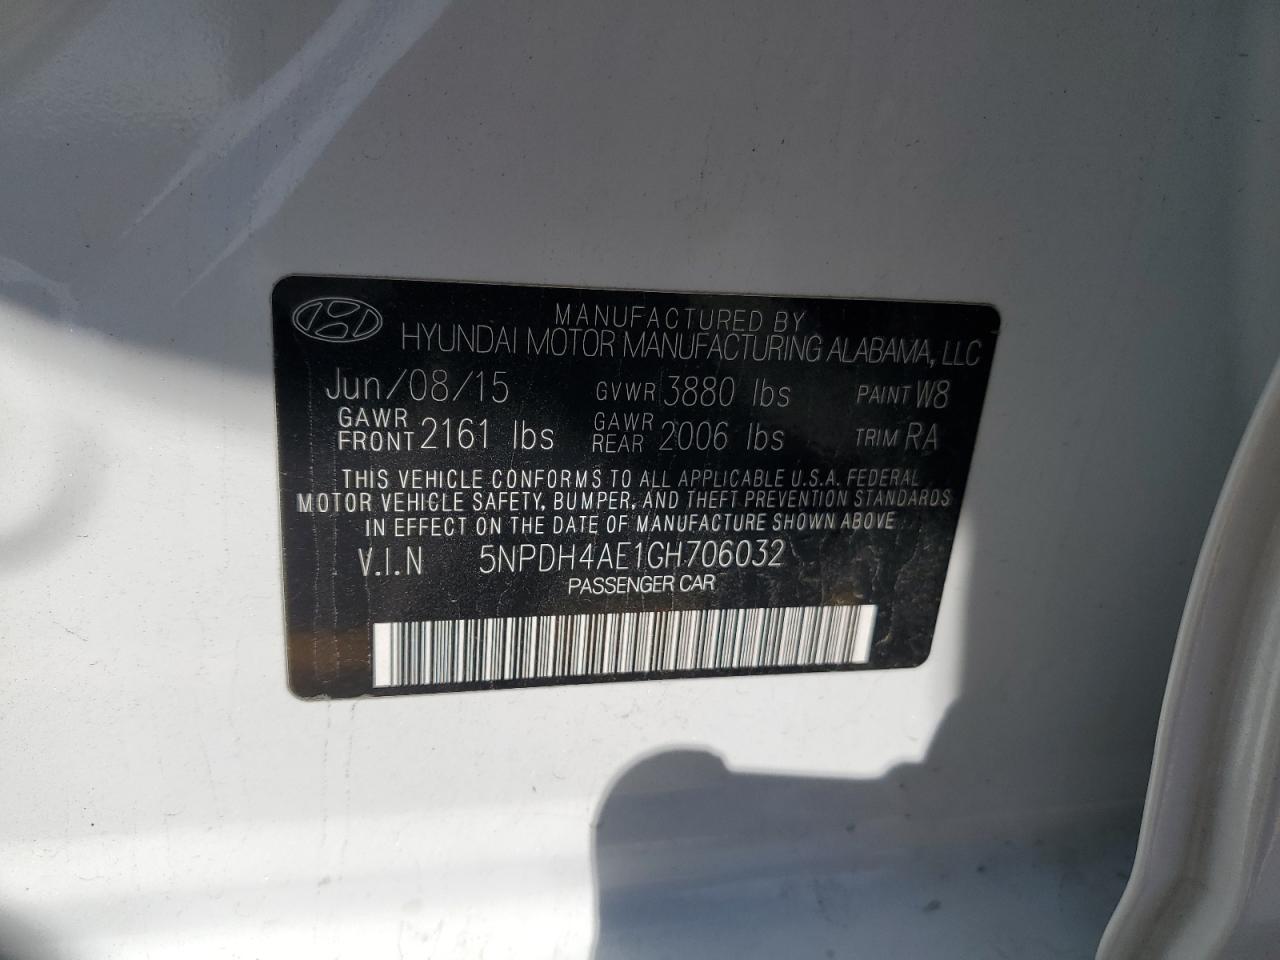 MANUFACTURED BY
HYUNDAI MOTOR MANUFACTURING ALABAMA, LLC
Jun/08/15 GVWR 3880 lbs PAINT W8
GAWR FRONT 2161 lbs GAWR REAR 2006 lbs TRIM RA
THIS VEHICLE CONFORMS TO ALL APPLICABLE U.S.A. FEDERAL
MOTOR VEHICLE SAFETY, BUMPER, AND THEFT PREVENTION STANDARDS
IN EFFECT ON THE DATE OF MANUFACTURE SHOWN ABOVE
V.I.N 5NPDH4AE1GH706032
PASSENGER CAR